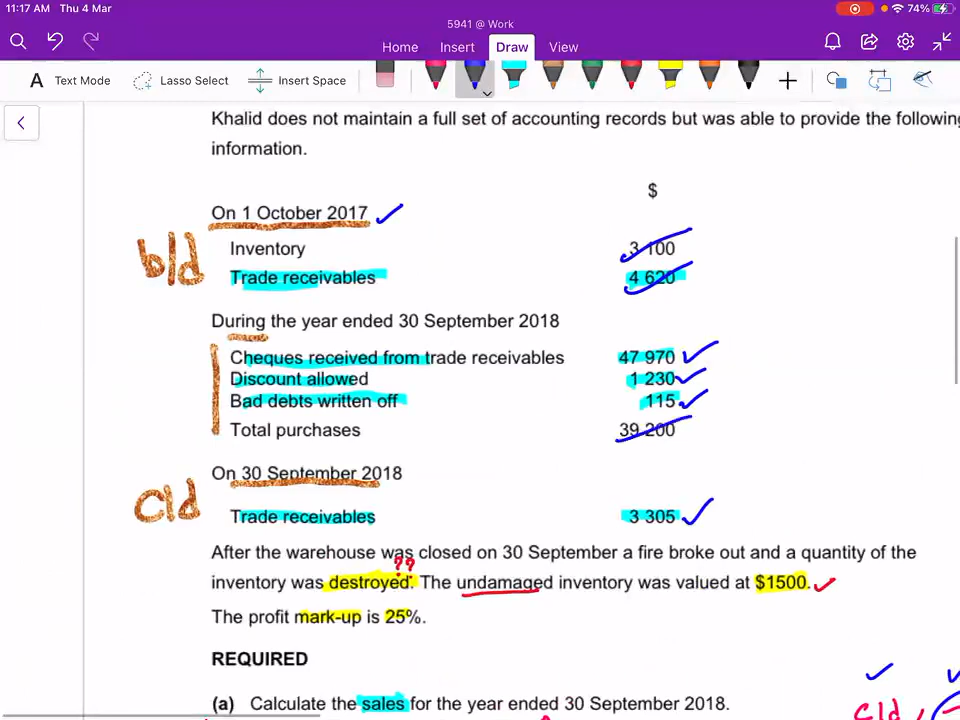 11:17 AM Thu 4 Mar
74%
5941 @ Work
Home Insert Draw View
A Text Mode Lasso Select Insert Space
Khalid does not maintain a full set of accounting records but was able to provide the following
information.
$
On 1 October 2017
b/d
Inventory 3 100
Trade receivables 4 620
During the year ended 30 September 2018
Cheques received from trade receivables 47 970
Discount allowed 1 230
Bad debts written off 115
Total purchases 39 200
On 30 September 2018
c/d
Trade receivables 3 305
After the warehouse was closed on 30 September a fire broke out and a quantity of the
??
inventory was destroyed. The undamaged inventory was valued at $1500.
The profit mark-up is 25%.
REQUIRED
(a) Calculate the sales for the year ended 30 September 2018.
c/d